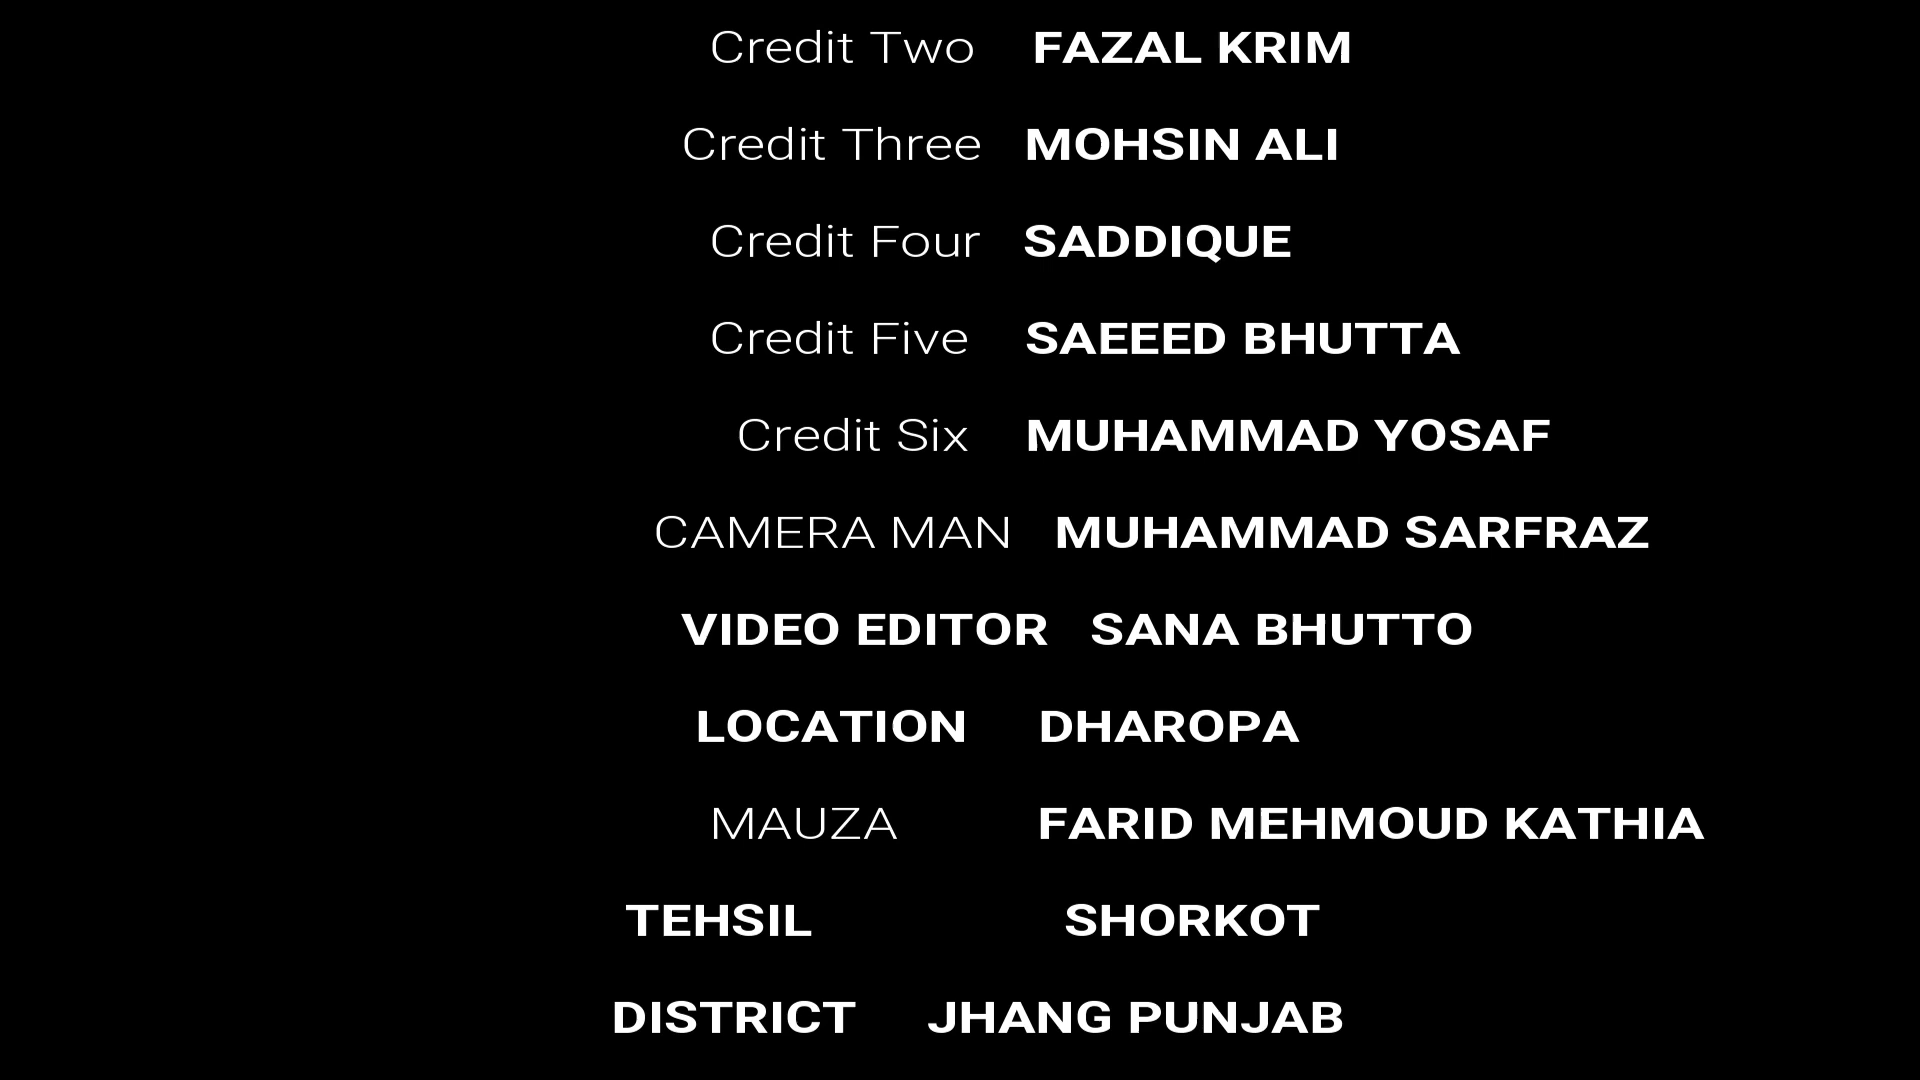 Credit Two FAZAL KRIM
Credit Three MOHSIN ALI
Credit Four SADDIQUE
Credit Five SAEEED BHUTTA
Credit Six MUHAMMAD YOSAF
CAMERA MAN MUHAMMAD SARFRAZ
VIDEO EDITOR SANA BHUTTO
LOCATION DHAROPA
MAUZA FARID MEHMOUD KATHIA
TEHSIL SHORKOT
DISTRICT JHANG PUNJAB